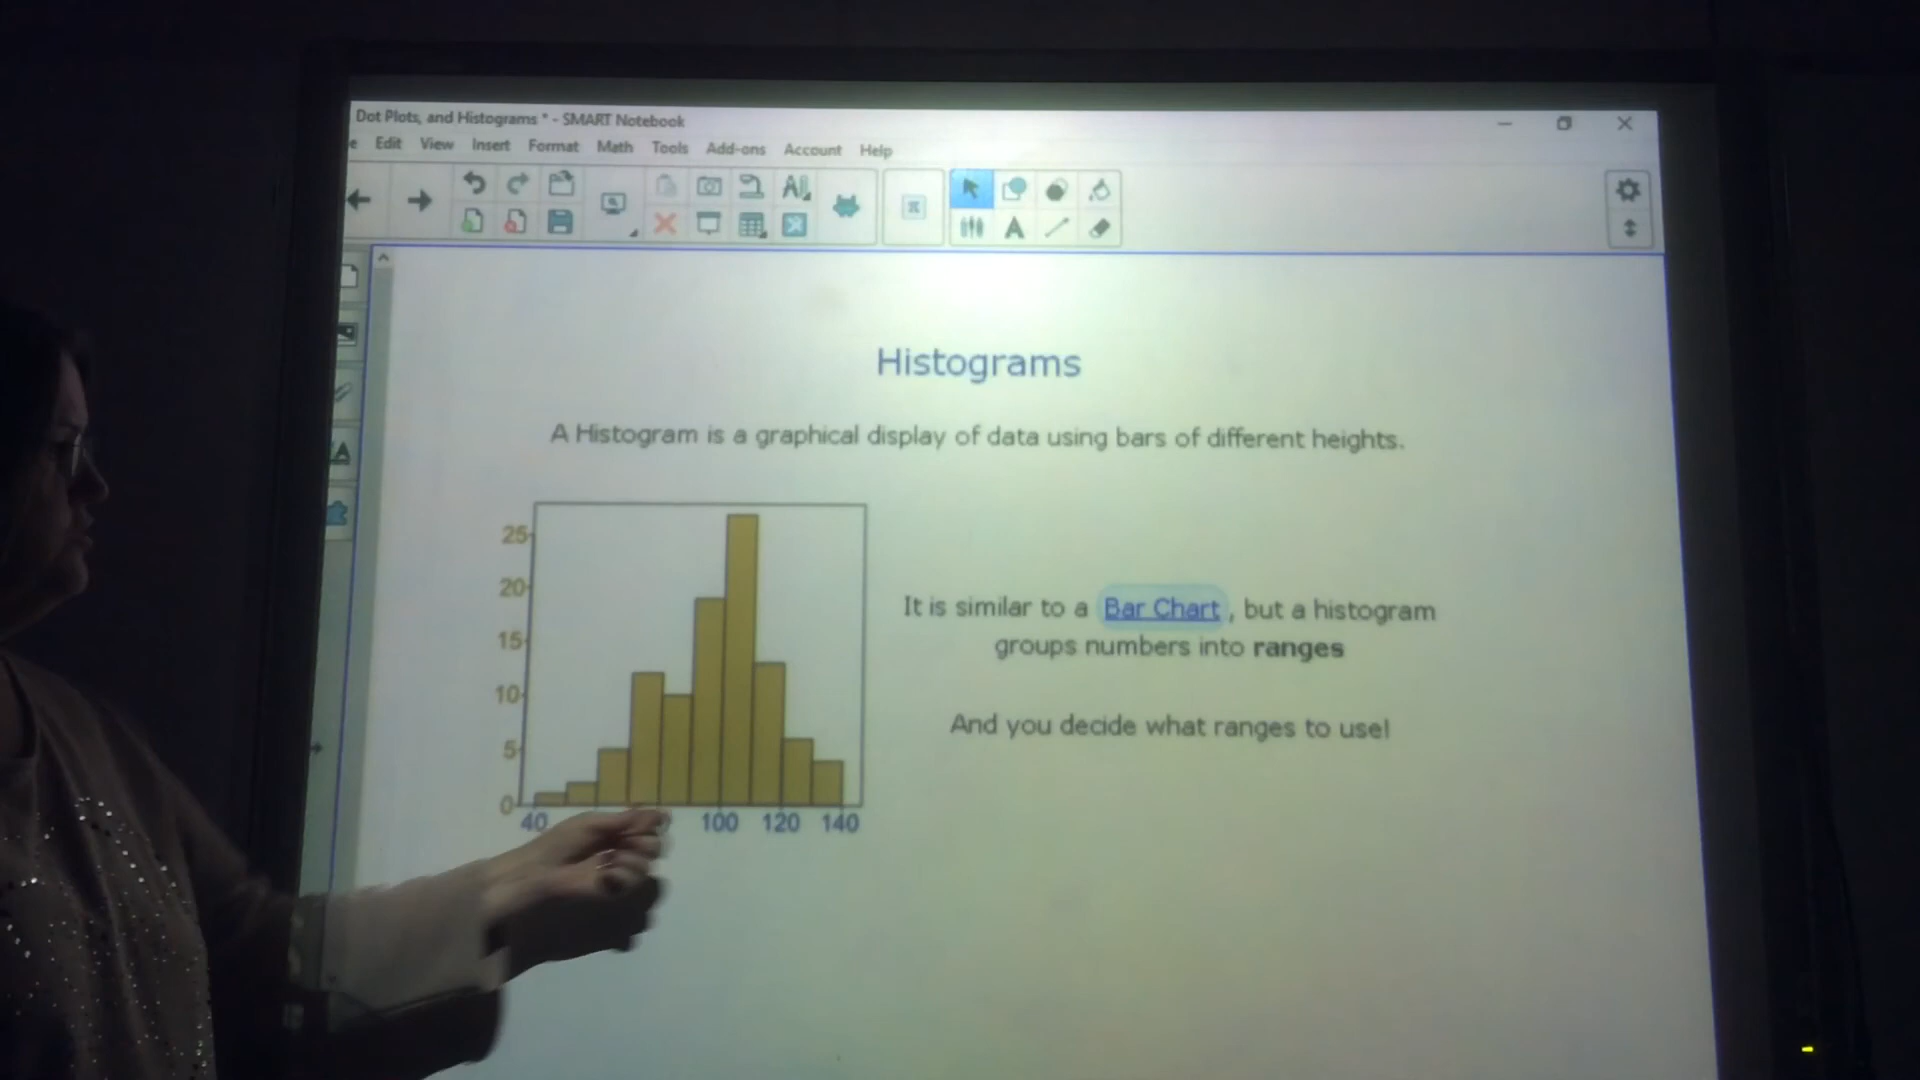 Dot Plots, and Histograms * - SMART Notebook
e Edit View Insert Format Math Tools Add-ons Account Help
Histograms
A Histogram is a graphical display of data using bars of different heights.
25
20
15
10
5
0
40 100 120 140
It is similar to a Bar Chart , but a histogram
groups numbers into ranges
And you decide what ranges to use!